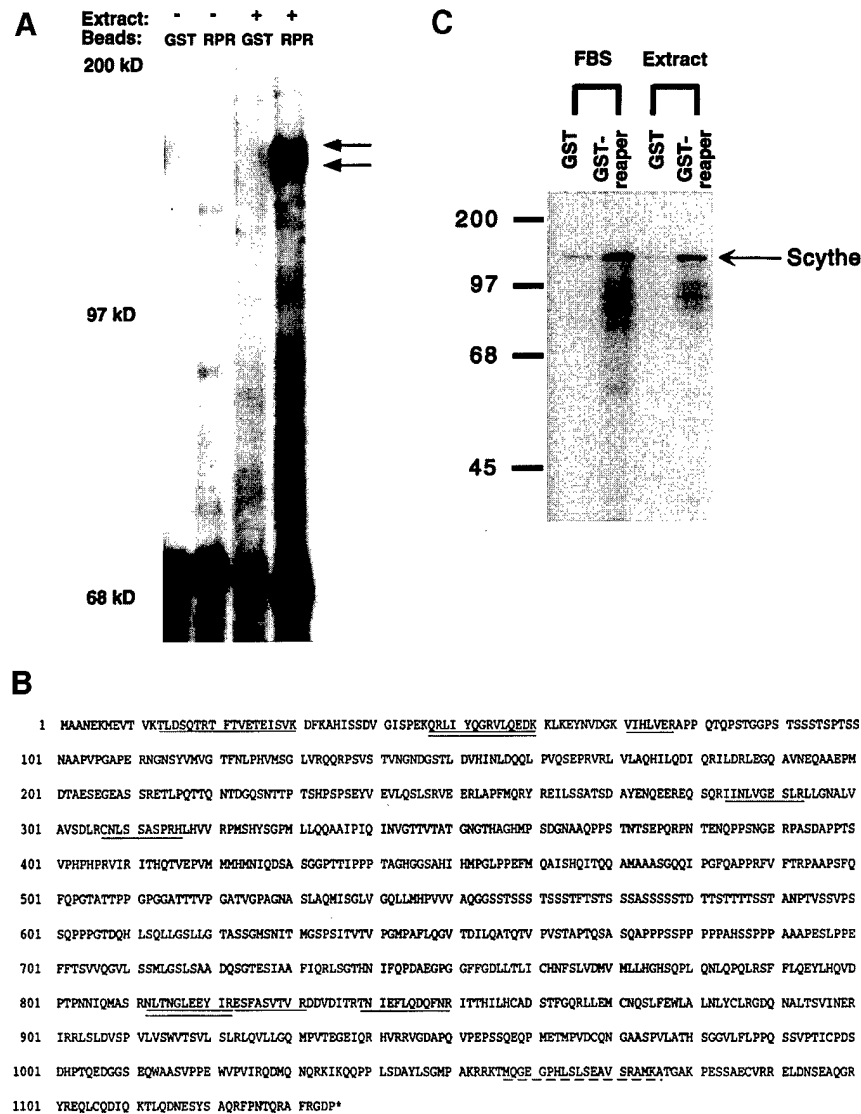 A
Extract: - - + +
Beads: GST RPR GST RPR
200 kD
97 kD
68 kD
C
FBS Extract
GST GST-reaper GST GST-reaper
200
97
68
45
Scythe
B
1 MAANEKMEVT VKTLDSQTRT FTVETEISVK DFKAHISSDV GISPEKQRLI YQGRVLQEDK KLKEYNVDGK VIHLVERAPP QTQPSTGGPS TSSSTSPTSS
101 NAAPVPGAPE RNGNSYVMVG TFNLPHVMSG LVRQQRPSVS TVNGNDGSTL DVHINLDQQL PVQSEPRVRL VLAQHILQDI QRILDRLEGQ AVNEQAAEPM
201 DTAESEGEAS SRETLPQTTQ NTDGQSNTTP TSHPSPSEYV EVLQSLSRVE ERLAPFMQRY REILSSATSD AYENQEEREQ SQRIINLVGE SLRLLGNALV
301 AVSDLRCNLS SASPRHLHVV RPMSHYSGPM LLQQAAIPIQ INVGTTVTAT GNGTHAGHMP SDGNAAQPPS TNTSEPQRPN TENQPPSNGE RPASDAPPTS
401 VPHPHPRVIR ITHQTVEPVM MMHMNIQDSA SGGPTTIPPP TAGHGGSAHI HMPGLPPEFM QAISHQITQQ AMAAASGQQI PGFQAPPRFV FTRPAAPSFQ
501 FQPGTATTPP GPGGATTTVP GATVGPAGNA SLAQMISGLV GQLLMHPVVV AQGGSSTSSS TSSSTFSTSS SSASSSSSTD TTSTTTTSST ANPTVSSVPS
601 SQPPPGTDQH LSQLLGSLLG TASSGMSNIT MGSPSITVTV PGMPAFLQGV TDILQATQTV PVSTAPTQSA SQAPPPSSPP PPPAHSSPPP AAAPESLPPE
701 FFTSVVQGVL SSMLGSLSAA DQSGTESIAA FIQRLSGTHN IFQPDAEGPG GFFGDLLTLI CHNFSLVDMV MLLHGHSQPL QNLQPQLRSF FLQEYLHQVD
801 PTPNNIQMAS RNLTNGLEEY IRESFASVTV RDDVDITRTN IEFLQDQFNR ITTHILHCAD STFGQRLLEM CNQSLFEWLA LNLYCLRGDQ NALTSVINER
901 IRRLSLDVSP VLVSWVTSVL SLRLQVLLGQ MPVTEGEIQR HVRRVGDAPQ VPEPSSQEQP METMPVDCQN GAASPVLATH SGGVLFLPPQ SSVPTICPDS
1001 DHPTQEDGGS EQWAASVPPE WVPVIRQDMQ NQRKIKQQPP LSDAYLSGMP AKRRKTMQGE GPHLSLSEAV SRAMKATGAK PESSAECVRR ELDNSEAQGR
1101 YREQLCQDIQ KTLQDNESYS AQRFPNTQRA FRGDP*